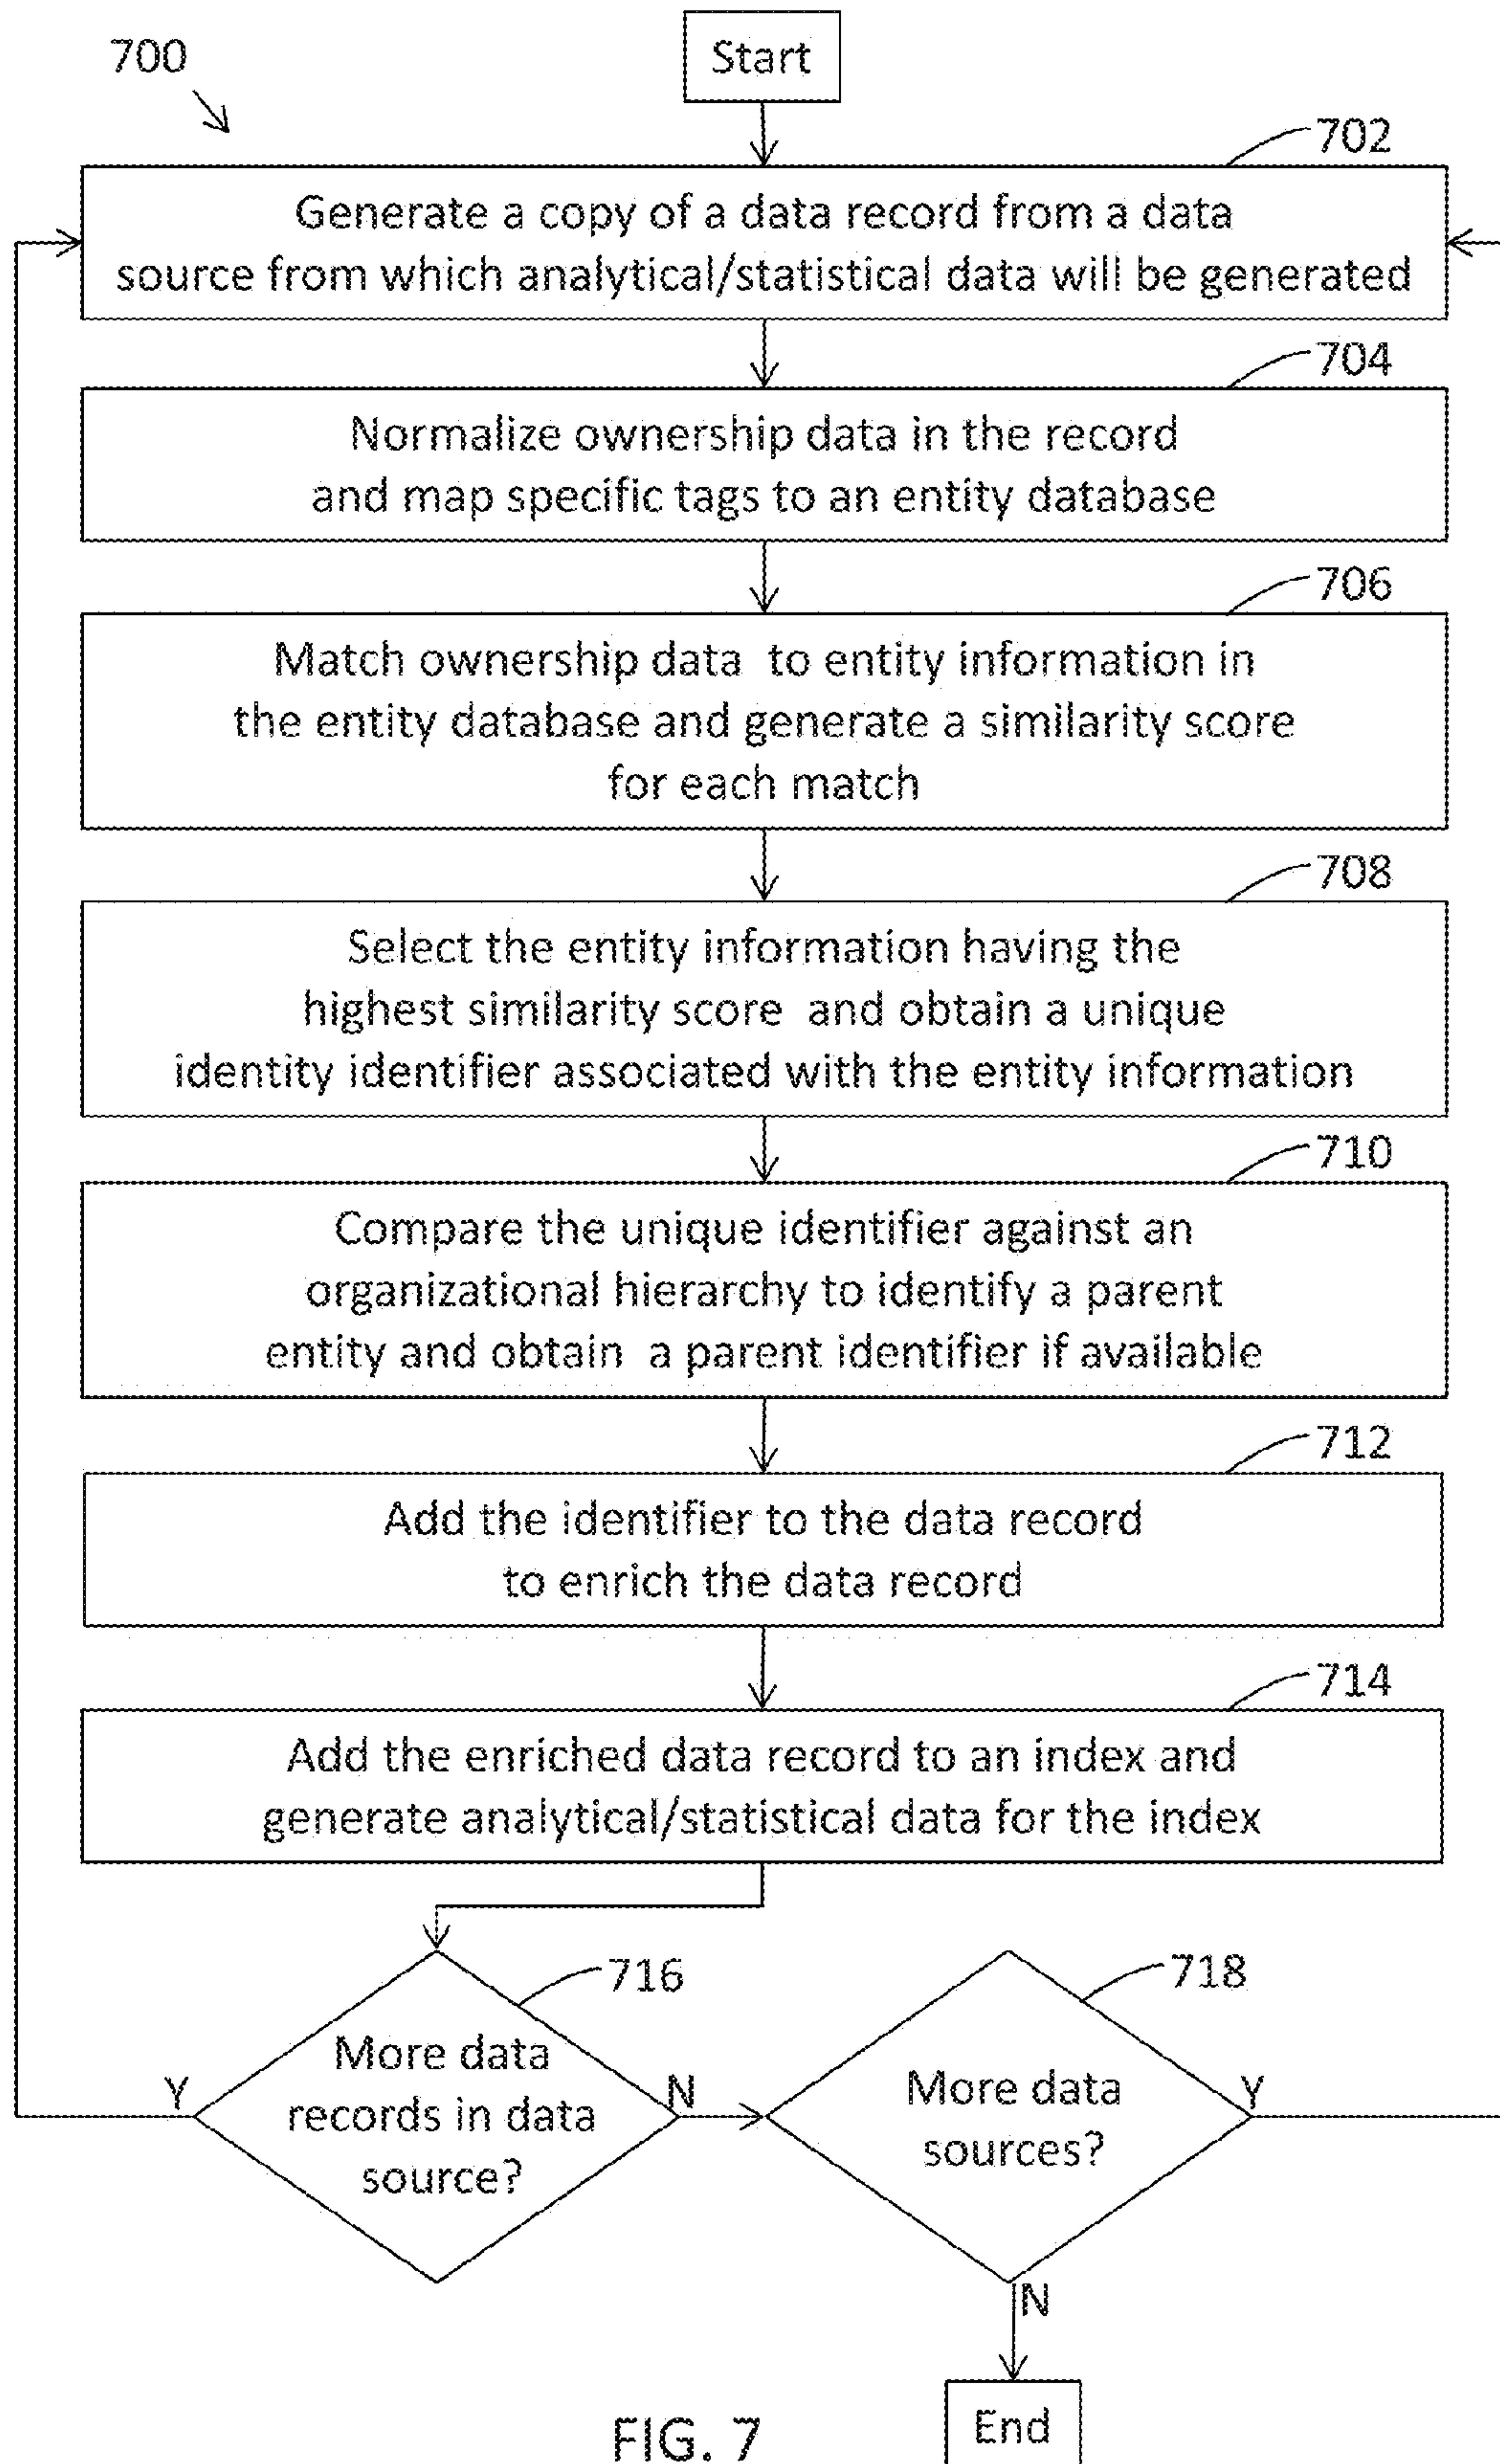 700
Start
702
Generate a copy of a data record from a data
source from which analytical/statistical data will be generated
704
Normalize ownership data in the record
and map specific tags to an entity database
706
Match ownership data to entity information in
the entity database and generate a similarity score
for each match
708
Select the entity information having the
highest similarity score and obtain a unique
identity identifier associated with the entity information
710
Compare the unique identifier against an
organizational hierarchy to identify a parent
entity and obtain a parent identifier if available
712
Add the identifier to the data record
to enrich the data record
714
Add the enriched data record to an index and
generate analytical/statistical data for the index
716
More data
records in data
source?
Y
N
718
More data
sources?
Y
N
End
FIG. 7